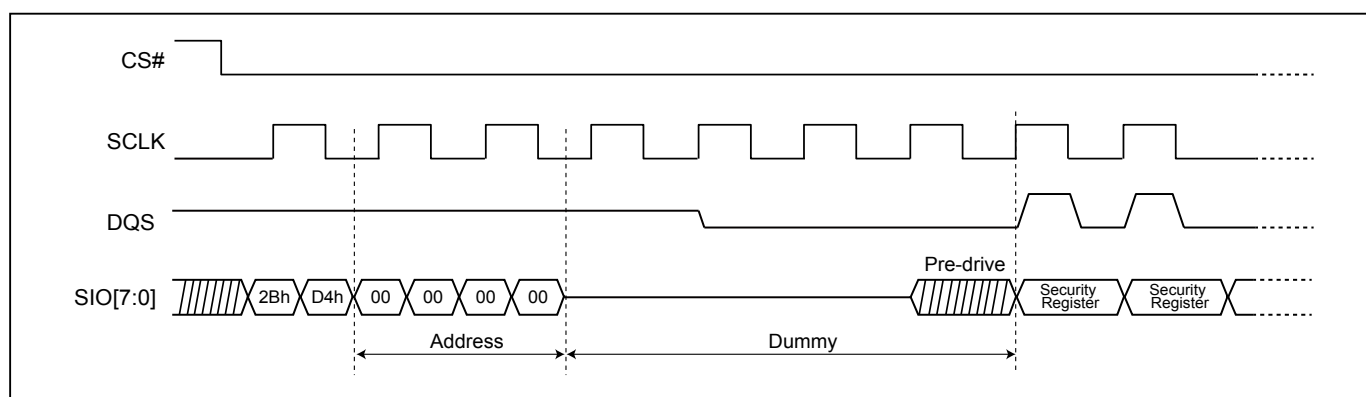 CS#
SCLK
DQS
Pre-drive
SIO[7:0] 2Bh D4h 00 00 00 00 Security Register Security Register
Address Dummy